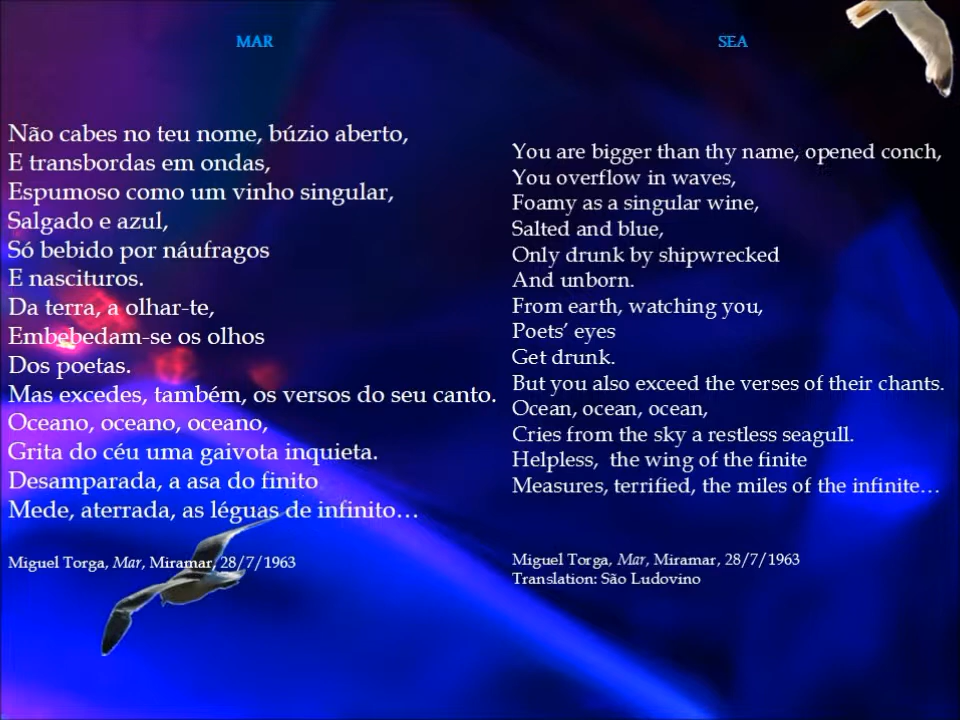 MAR
Não cabes no teu nome, búzio aberto,
E transbordas em ondas,
Espumoso como um vinho singular,
Salgado e azul,
Só bebido por náufragos
E nascituros.
Da terra, a olhar-te,
Embebedam-se os olhos
Dos poetas.
Mas excedes, também, os versos do seu canto.
Oceano, oceano, oceano,
Grita do céu uma gaivota inquieta.
Desamparada, a asa do finito
Mede, aterrada, as léguas de infinito…
Miguel Torga, Mar, Miramar, 28/7/1963
SEA
You are bigger than thy name, opened conch,
You overflow in waves,
Foamy as a singular wine,
Salted and blue,
Only drunk by shipwrecked
And unborn.
From earth, watching you,
Poets’ eyes
Get drunk.
But you also exceed the verses of their chants.
Ocean, ocean, ocean,
Cries from the sky a restless seagull.
Helpless, the wing of the finite
Measures, terrified, the miles of the infinite…
Miguel Torga, Mar, Miramar, 28/7/1963
Translation: São Ludovino